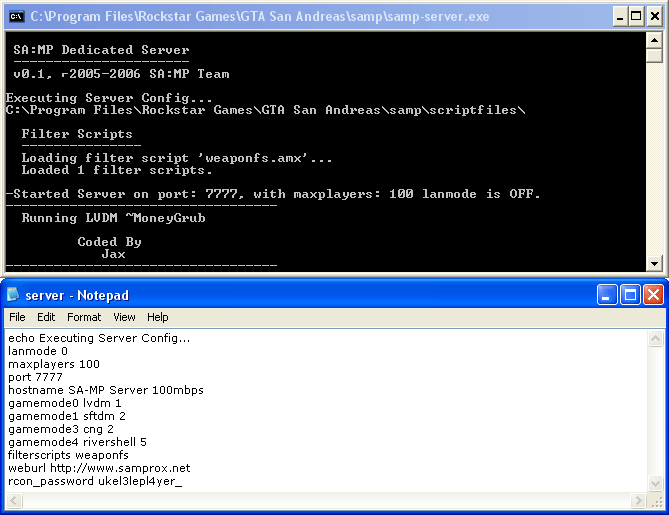 C:\Program Files\Rockstar Games\GTA San Andreas\samp\samp-server.exe
SA:MP Dedicated Server
----------------------
v0.1, r2005-2006 SA:MP Team
Executing Server Config...
C:\Program Files\Rockstar Games\GTA San Andreas\samp\scriptfiles\
Filter Scripts
---------------
Loading filter script 'weaponfs.amx'...
Loaded 1 filter scripts.
-Started Server on port: 7777, with maxplayers: 100 lanmode is OFF.
----------------------------------
Running LVDM ~MoneyGrub
Coded By
Jax
----------------------------------
server - Notepad
File Edit Format View Help
echo Executing Server Config...
lanmode 0
maxplayers 100
port 7777
hostname SA-MP Server 100mbps
gamemode0 lvdm 1
gamemode1 sftdm 2
gamemode3 cng 2
gamemode4 rivershell 5
filterscripts weaponfs
weburl http://www.samprox.net
rcon_password ukel3lepl4yer_